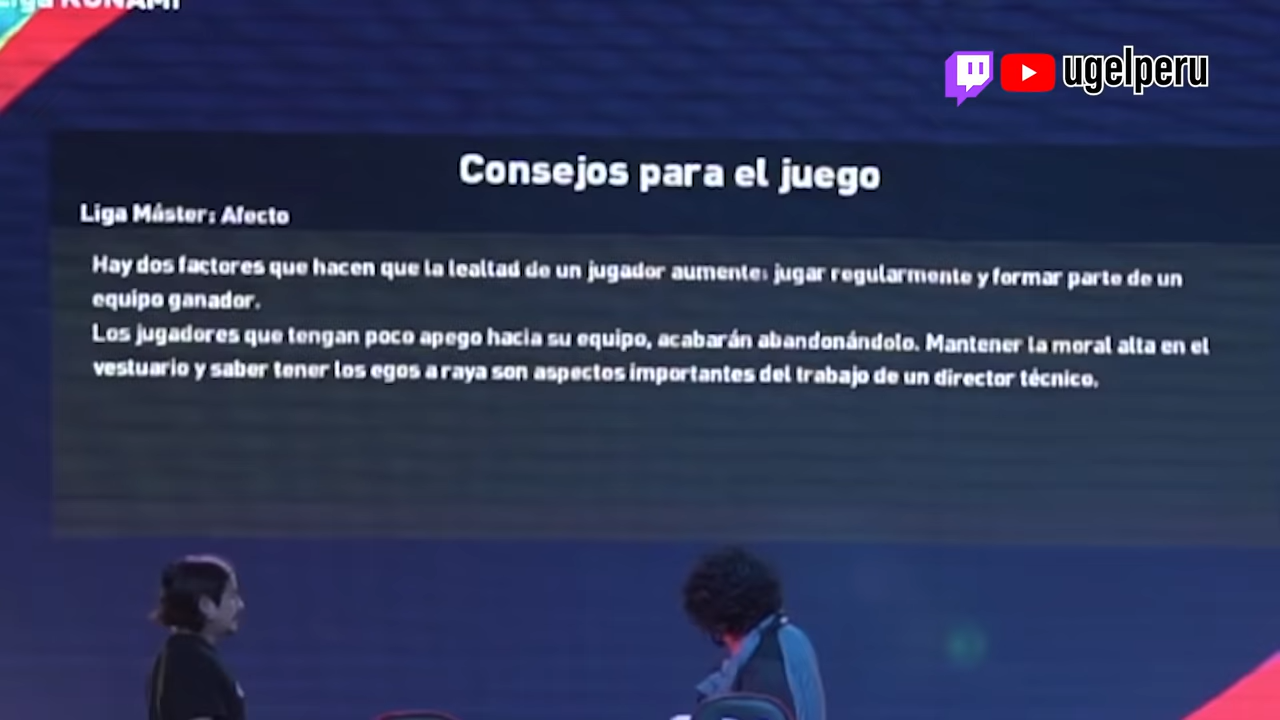 Liga KONAMI
ugelperu
Consejos para el juego
Liga Máster: Afecto
Hay dos factores que hacen que la lealtad de un jugador aumente: jugar regularmente y formar parte de un
equipo ganador.
Los jugadores que tengan poco apego hacia su equipo, acabarán abandonándolo. Mantener la moral alta en el
vestuario y saber tener los egos a raya son aspectos importantes del trabajo de un director técnico.